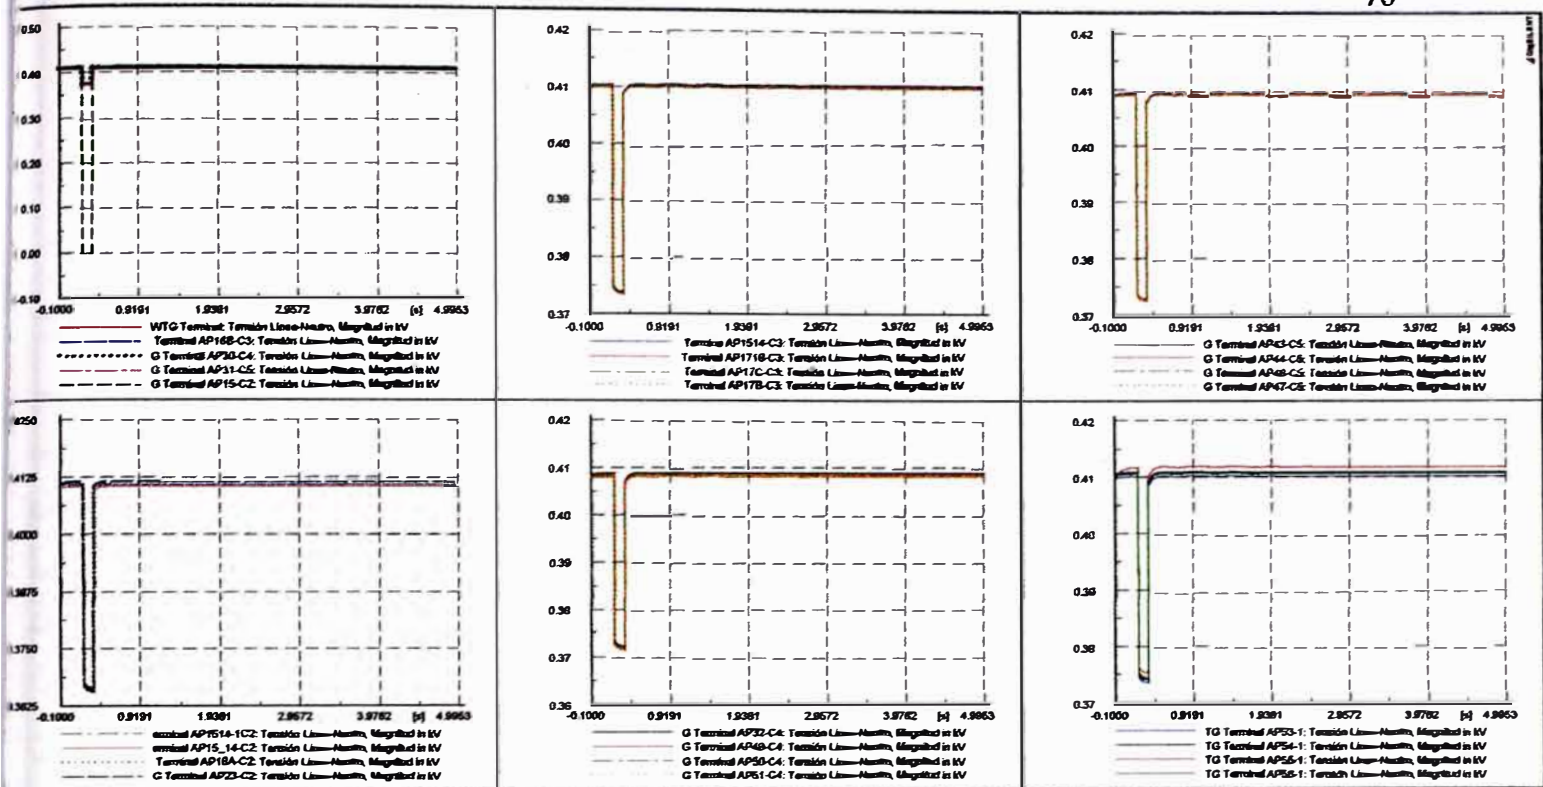 0.50
0.40
0.30
0.20
0.10
0.00
-0.10
-0.1000 0.9191 1.9381 2.9572 3.9762 [s] 4.9953
WTG Terminal: Tensión Línea-Neutro, Magnitud in kV
Terminal AP16B-C3: Tensión Línea-Neutro, Magnitud in kV
G Terminal AP30-C4: Tensión Línea-Neutro, Magnitud in kV
G Terminal AP31-C5: Tensión Línea-Neutro, Magnitud in kV
G Terminal AP15-C2: Tensión Línea-Neutro, Magnitud in kV
0.42
0.41
0.40
0.39
0.38
0.37
-0.1000 0.9191 1.9381 2.9572 3.9762 [s] 4.9953
Terminal AP1514-C3: Tensión Línea-Neutro, Magnitud in kV
Terminal AP1716-C3: Tensión Línea-Neutro, Magnitud in kV
Terminal AP17C-C3: Tensión Línea-Neutro, Magnitud in kV
Terminal AP17B-C3: Tensión Línea-Neutro, Magnitud in kV
DIgSILENT
0.42
0.41
0.40
0.39
0.38
0.37
-0.1000 0.9191 1.9381 2.9572 3.9762 [s] 4.9953
G Terminal AP43-C5: Tensión Línea-Neutro, Magnitud in kV
G Terminal AP44-C5: Tensión Línea-Neutro, Magnitud in kV
G Terminal AP46-C5: Tensión Línea-Neutro, Magnitud in kV
G Terminal AP47-C5: Tensión Línea-Neutro, Magnitud in kV
.4250
.4125
.4000
.3875
.3750
.3625
-0.1000 0.9191 1.9381 2.9572 3.9762 [s] 4.9953
erminal AP1514-1C2: Tensión Línea-Neutro, Magnitud in kV
erminal AP15_14-C2: Tensión Línea-Neutro, Magnitud in kV
Terminal AP18A-C2: Tensión Línea-Neutro, Magnitud in kV
G Terminal AP23-C2: Tensión Línea-Neutro, Magnitud in kV
0.42
0.41
0.40
0.39
0.38
0.37
0.36
-0.1000 0.9191 1.9381 2.9572 3.9762 [s] 4.9953
G Terminal AP32-C4: Tensión Línea-Neutro, Magnitud in kV
G Terminal AP49-C4: Tensión Línea-Neutro, Magnitud in kV
G Terminal AP50-C4: Tensión Línea-Neutro, Magnitud in kV
G Terminal AP51-C4: Tensión Línea-Neutro, Magnitud in kV
0.42
0.41
0.40
0.39
0.38
0.37
-0.1000 0.9191 1.9381 2.9572 3.9762 [s] 4.9953
TG Terminal AP53-1: Tensión Línea-Neutro, Magnitud in kV
TG Terminal AP54-1: Tensión Línea-Neutro, Magnitud in kV
TG Terminal AP55-1: Tensión Línea-Neutro, Magnitud in kV
TG Terminal AP56-1: Tensión Línea-Neutro, Magnitud in kV